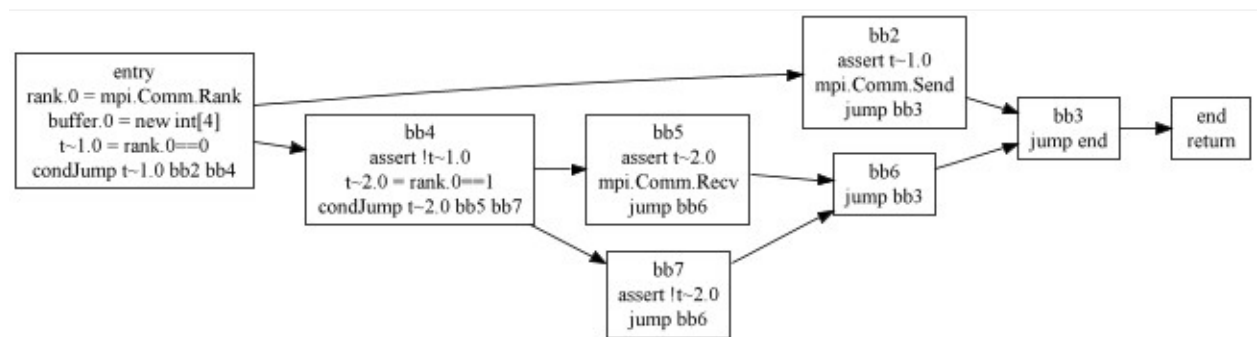 entry
rank.0 = mpi.Comm.Rank
buffer.0 = new int[4]
t~1.0 = rank.0==0
condJump t~1.0 bb2 bb4
bb2
assert t~1.0
mpi.Comm.Send
jump bb3
bb4
assert !t~1.0
t~2.0 = rank.0==1
condJump t~2.0 bb5 bb7
bb5
assert t~2.0
mpi.Comm.Recv
jump bb6
bb7
assert !t~2.0
jump bb6
bb6
jump bb3
bb3
jump end
end
return